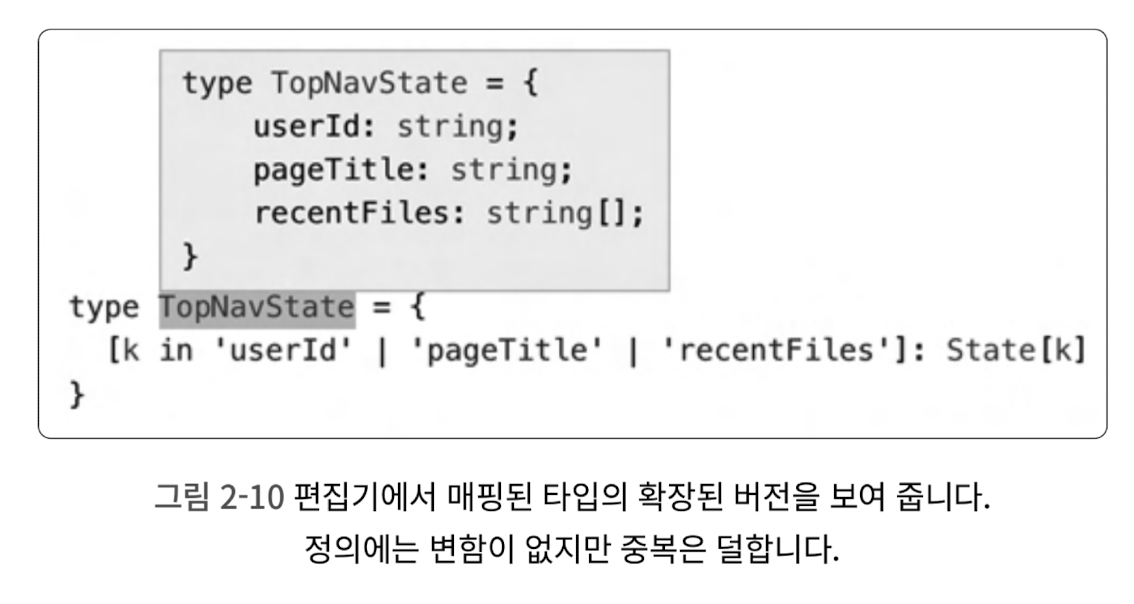 type TopNavState = {
userId: string;
pageTitle: string;
recentFiles: string[];
}
type TopNavState = {
[k in 'userId' | 'pageTitle' | 'recentFiles']: State[k]
}
그림 2-10 편집기에서 매핑된 타입의 확장된 버전을 보여 줍니다.
정의에는 변함이 없지만 중복은 덜합니다.